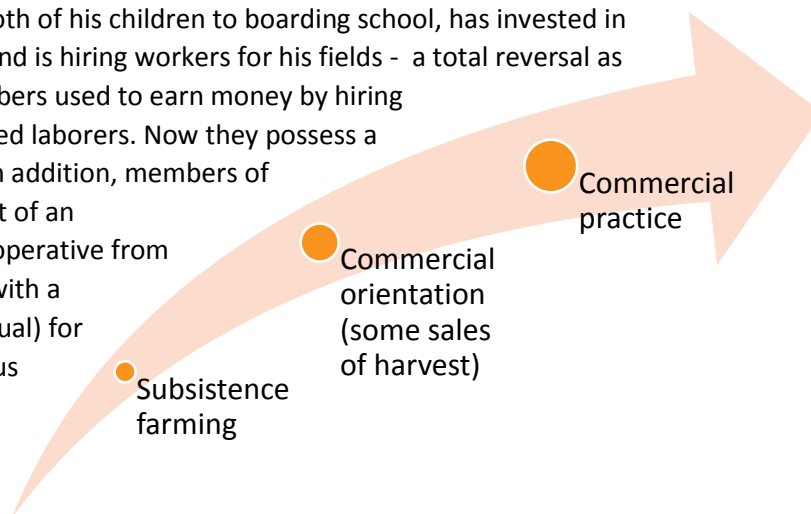 oth of his children to boarding school, has invested in
nd is hiring workers for his fields - a total reversal as
bers used to earn money by hiring
ed laborers. Now they possess a
n addition, members of
t of an
operative from
with a
ual) for
us
Commercial
practice
Commercial
orientation
(some sales
of harvest)
Subsistence
farming